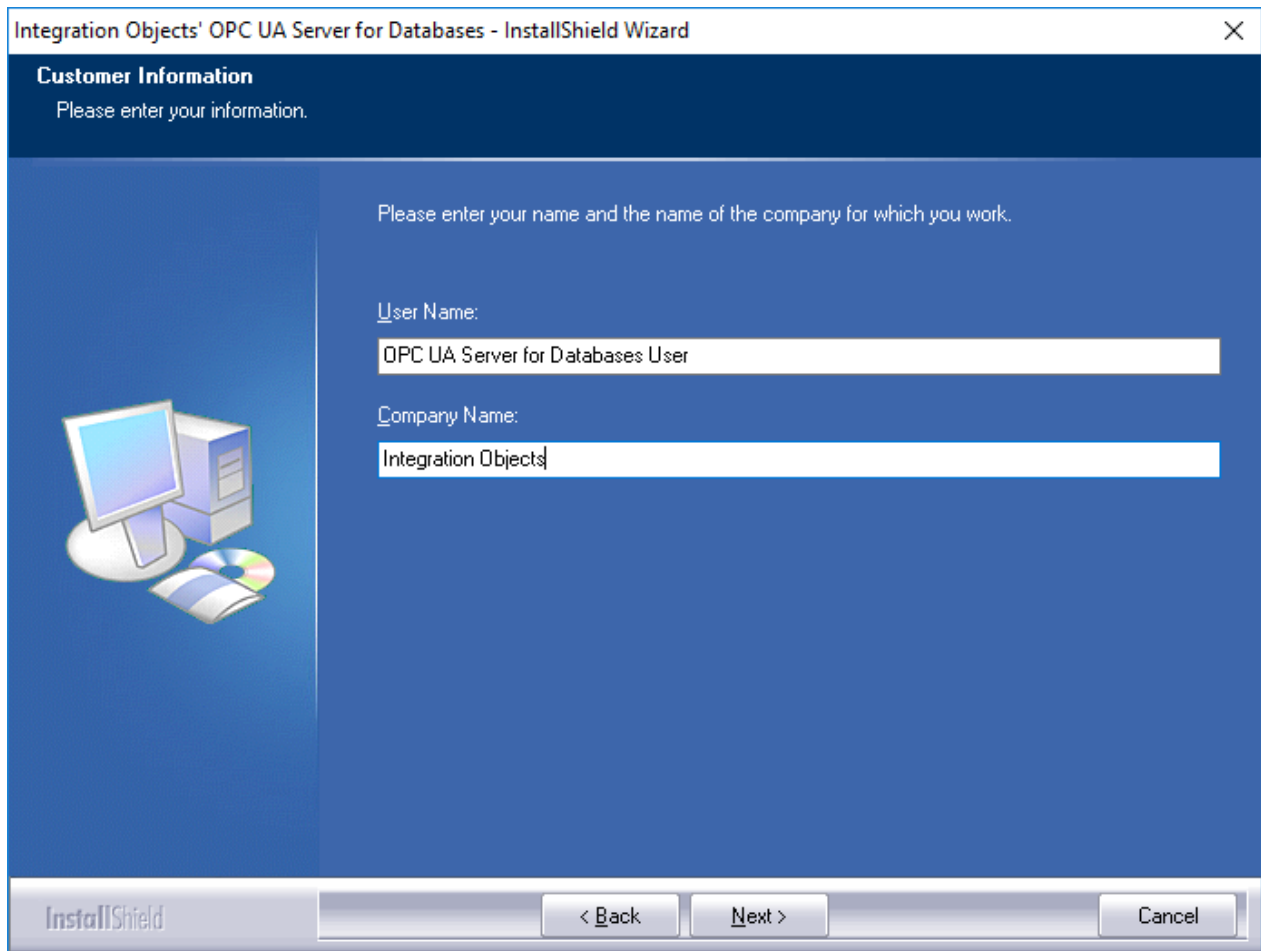 Integration Objects' OPC UA Server for Databases - InstallShield Wizard
Customer Information
Please enter your information.
Please enter your name and the name of the company for which you work.
User Name:
OPC UA Server for Databases User
Company Name:
Integration Objects
InstallShield
< Back
Next >
Cancel